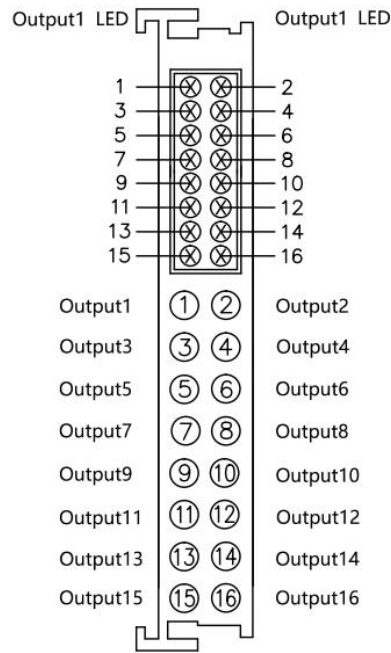 Output1 LED Output1 LED
1 2
3 4
5 6
7 8
9 10
11 12
13 14
15 16
Output1 1 2 Output2
Output3 3 4 Output4
Output5 5 6 Output6
Output7 7 8 Output8
Output9 9 10 Output10
Output11 11 12 Output12
Output13 13 14 Output14
Output15 15 16 Output16